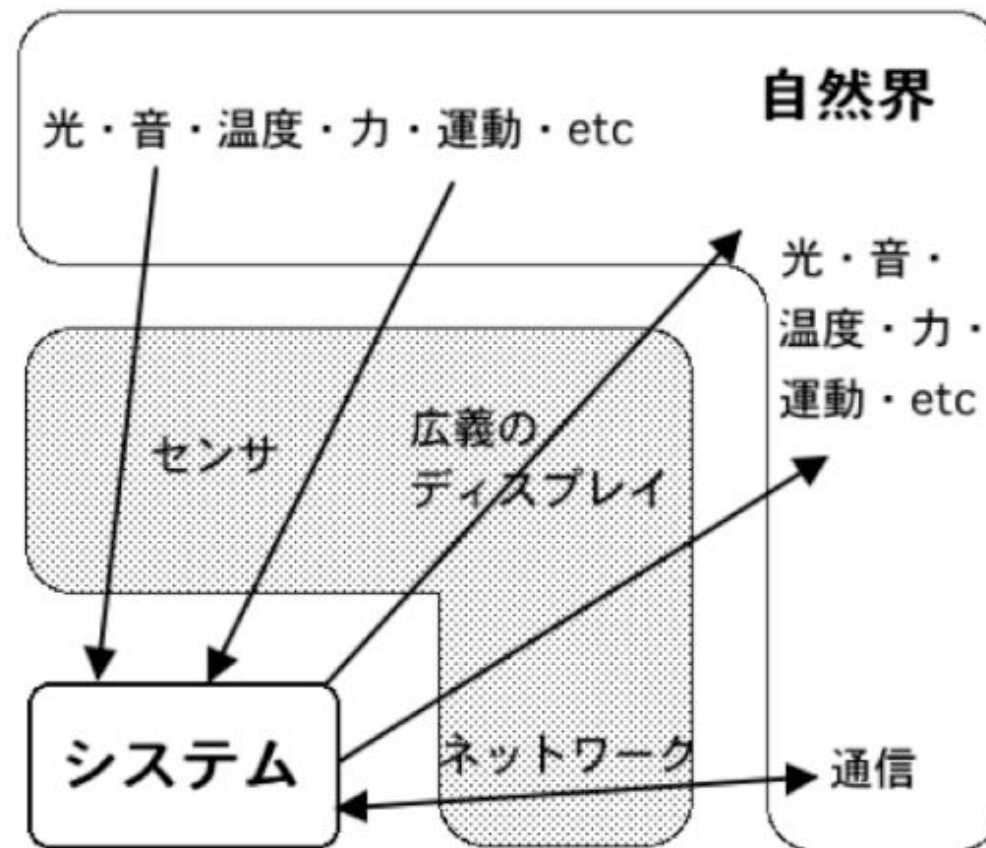 自然界
光・音・温度・力・運動・etc
光・音・
温度・力・
運動・etc
センサ
広義の
ディスプレイ
システム
ネットワーク
通信